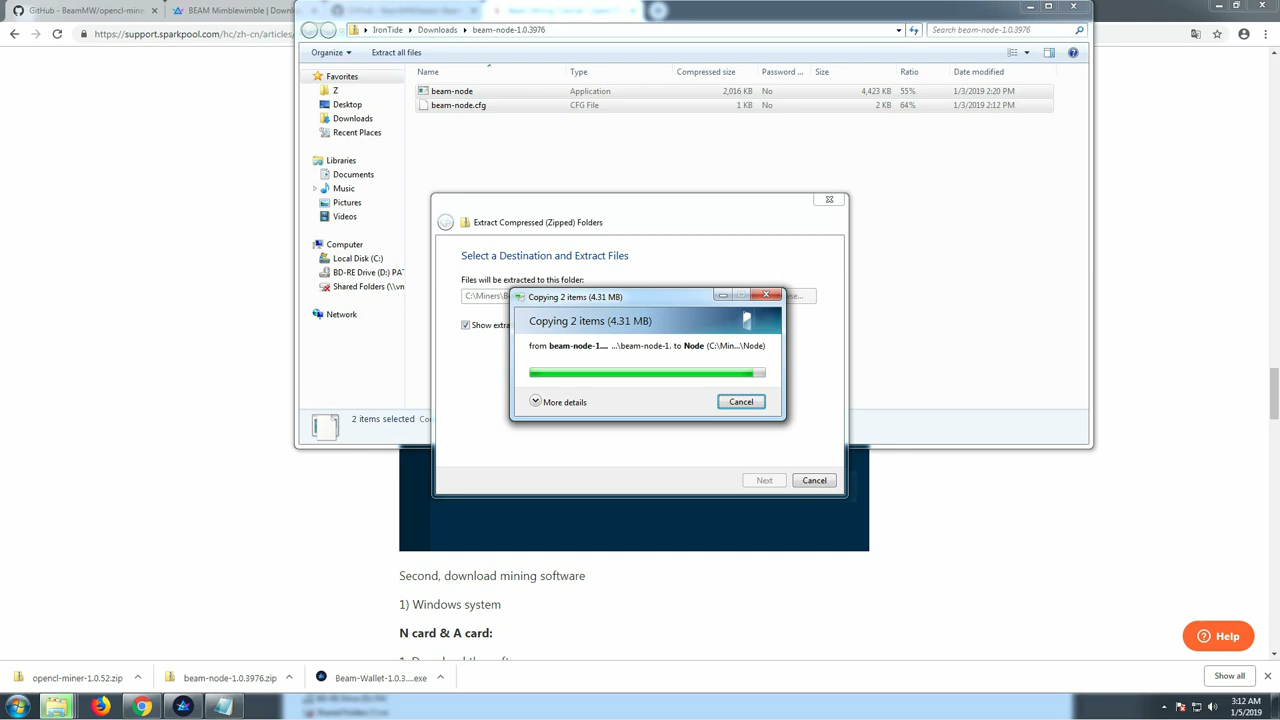 GitHub - BeamMW/opencl-mine
BEAM Mimblewimble | Downl
https://support.sparkpool.com/hc/zh-cn/articles
IronTide
Downloads
beam-node-1.0.3976
Search beam-node-1.0.3976
Organize
Extract all files
Favorites
Z
Desktop
Downloads
Recent Places
Libraries
Documents
Music
Pictures
Videos
Computer
Local Disk (C:)
BD-RE Drive (D:) PA
Shared Folders (\\vn
Network
Name Type Compressed size Password ... Size Ratio Date modified
beam-node Application 2,016 KB No 4,423 KB 55% 1/3/2019 2:20 PM
beam-node.cfg CFG File 1 KB No 2 KB 64% 1/3/2019 2:12 PM
Extract Compressed (Zipped) Folders
Select a Destination and Extract Files
Files will be extracted to this folder:
C:\Miners\B
se...
Show extra
Copying 2 items (4.31 MB)
Copying 2 items (4.31 MB)
from beam-node-1.... ...\beam-node-1. to Node (C:\Min...\Node)
More details
Cancel
2 items selected Co
Next
Cancel
Second, download mining software
1) Windows system
N card & A card:
Help
opencl-miner-1.0.52.zip
beam-node-1.0.3976.zip
Beam-Wallet-1.0.3....exe
Show all
3:12 AM
1/5/2019